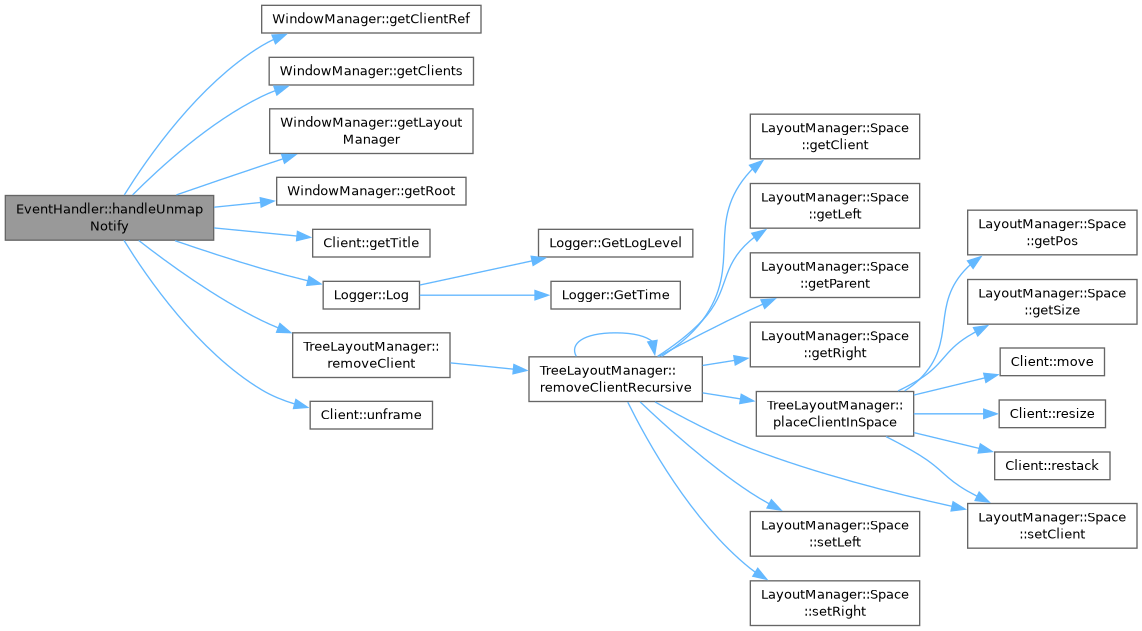 EventHandler::handleUnmap
Notify
WindowManager::getClientRef
WindowManager::getClients
WindowManager::getLayout
Manager
WindowManager::getRoot
Client::getTitle
Logger::Log
Logger::GetLogLevel
Logger::GetTime
TreeLayoutManager::
removeClient
TreeLayoutManager::
removeClientRecursive
LayoutManager::Space
::getClient
LayoutManager::Space
::getLeft
LayoutManager::Space
::getParent
LayoutManager::Space
::getRight
TreeLayoutManager::
placeClientInSpace
LayoutManager::Space
::getPos
LayoutManager::Space
::getSize
Client::move
Client::resize
Client::restack
LayoutManager::Space
::setClient
LayoutManager::Space
::setLeft
LayoutManager::Space
::setRight
Client::unframe